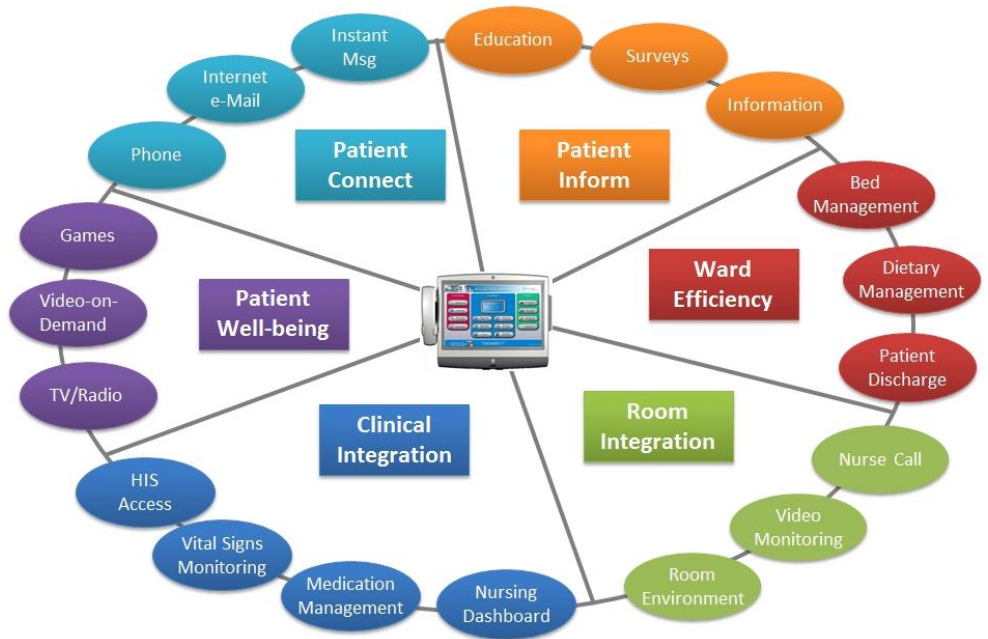 Instant
Msg
Education
Surveys
Internet
e-Mail
Information
Phone
Patient
Connect
Patient
Inform
Bed
Management
Games
Ward
Efficiency
Dietary
Management
Video-on-
Demand
Patient
Well-being
Patient
Discharge
TV/Radio
Clinical
Integration
Room
Integration
Nurse Call
HIS
Access
Video
Monitoring
Vital Signs
Monitoring
Medication
Management
Nursing
Dashboard
Room
Environment